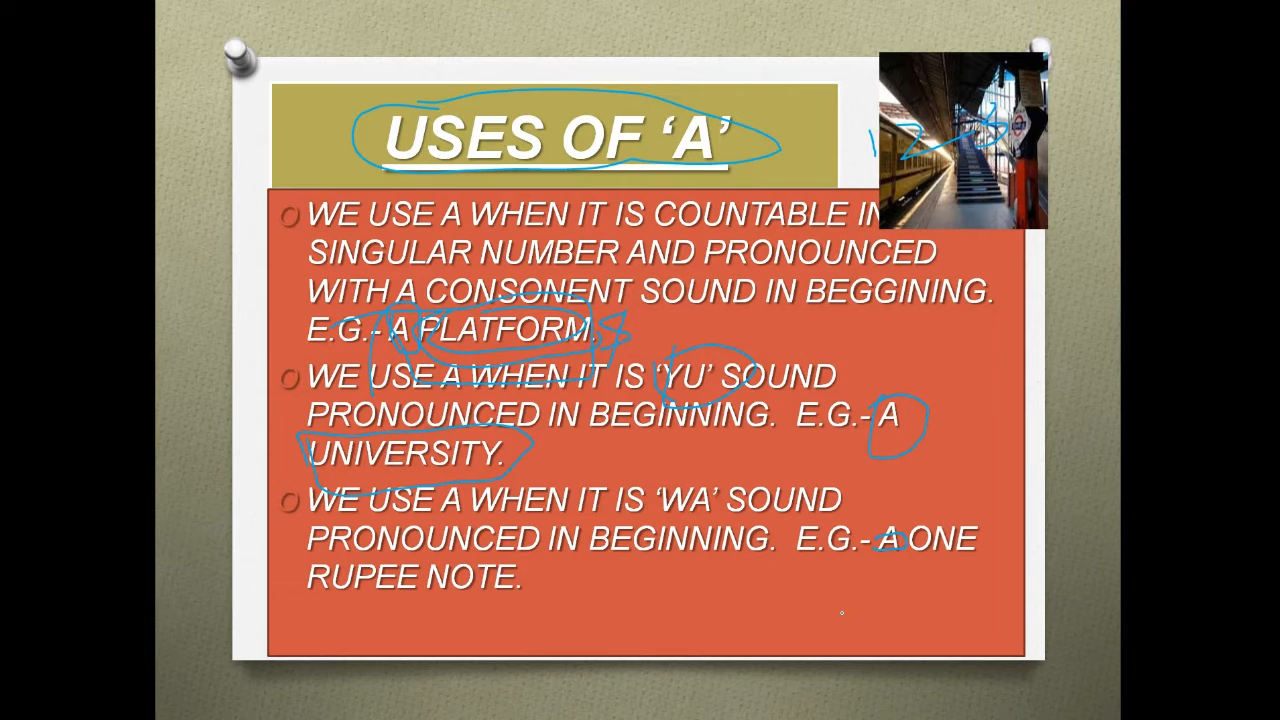 USES OF ‘A’
WE USE A WHEN IT IS COUNTABLE IN
SINGULAR NUMBER AND PRONOUNCED
WITH A CONSONENT SOUND IN BEGGINING.
E.G.- A PLATFORM.
WE USE A WHEN IT IS ‘YU’ SOUND
PRONOUNCED IN BEGINNING. E.G.- A
UNIVERSITY.
WE USE A WHEN IT IS ‘WA’ SOUND
PRONOUNCED IN BEGINNING. E.G.- A ONE
RUPEE NOTE.